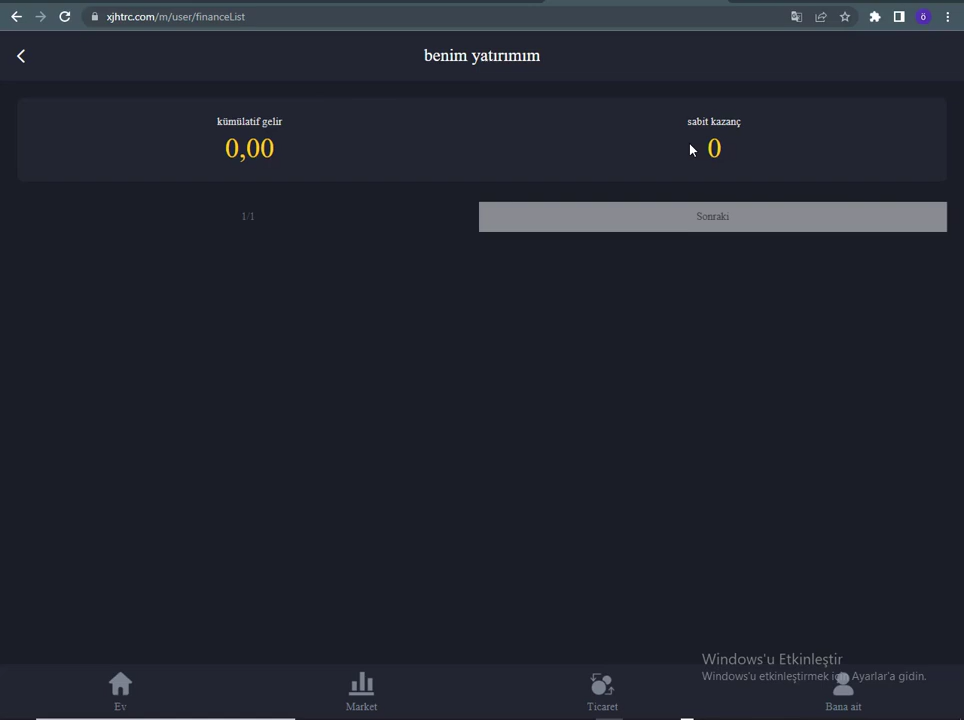 xjhtrc.com/m/user/financeList
ö
benim yatırımım
kümülatif gelir
sabit kazanç
0,00
0
1/1
Sonraki
Windows'u Etkinleştir
Windows'u etkinleştirmek için Ayarlar'a gidin.
Ev
Market
Ticaret
Bana ait